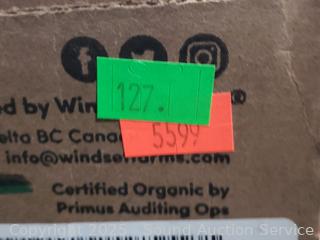 127.
®
ed by Win
5599
elta BC Cana
info@windsetfarms.com
Certified Organic by
Primus Auditing Ops
Copyright 2025 - Sound Auction Service